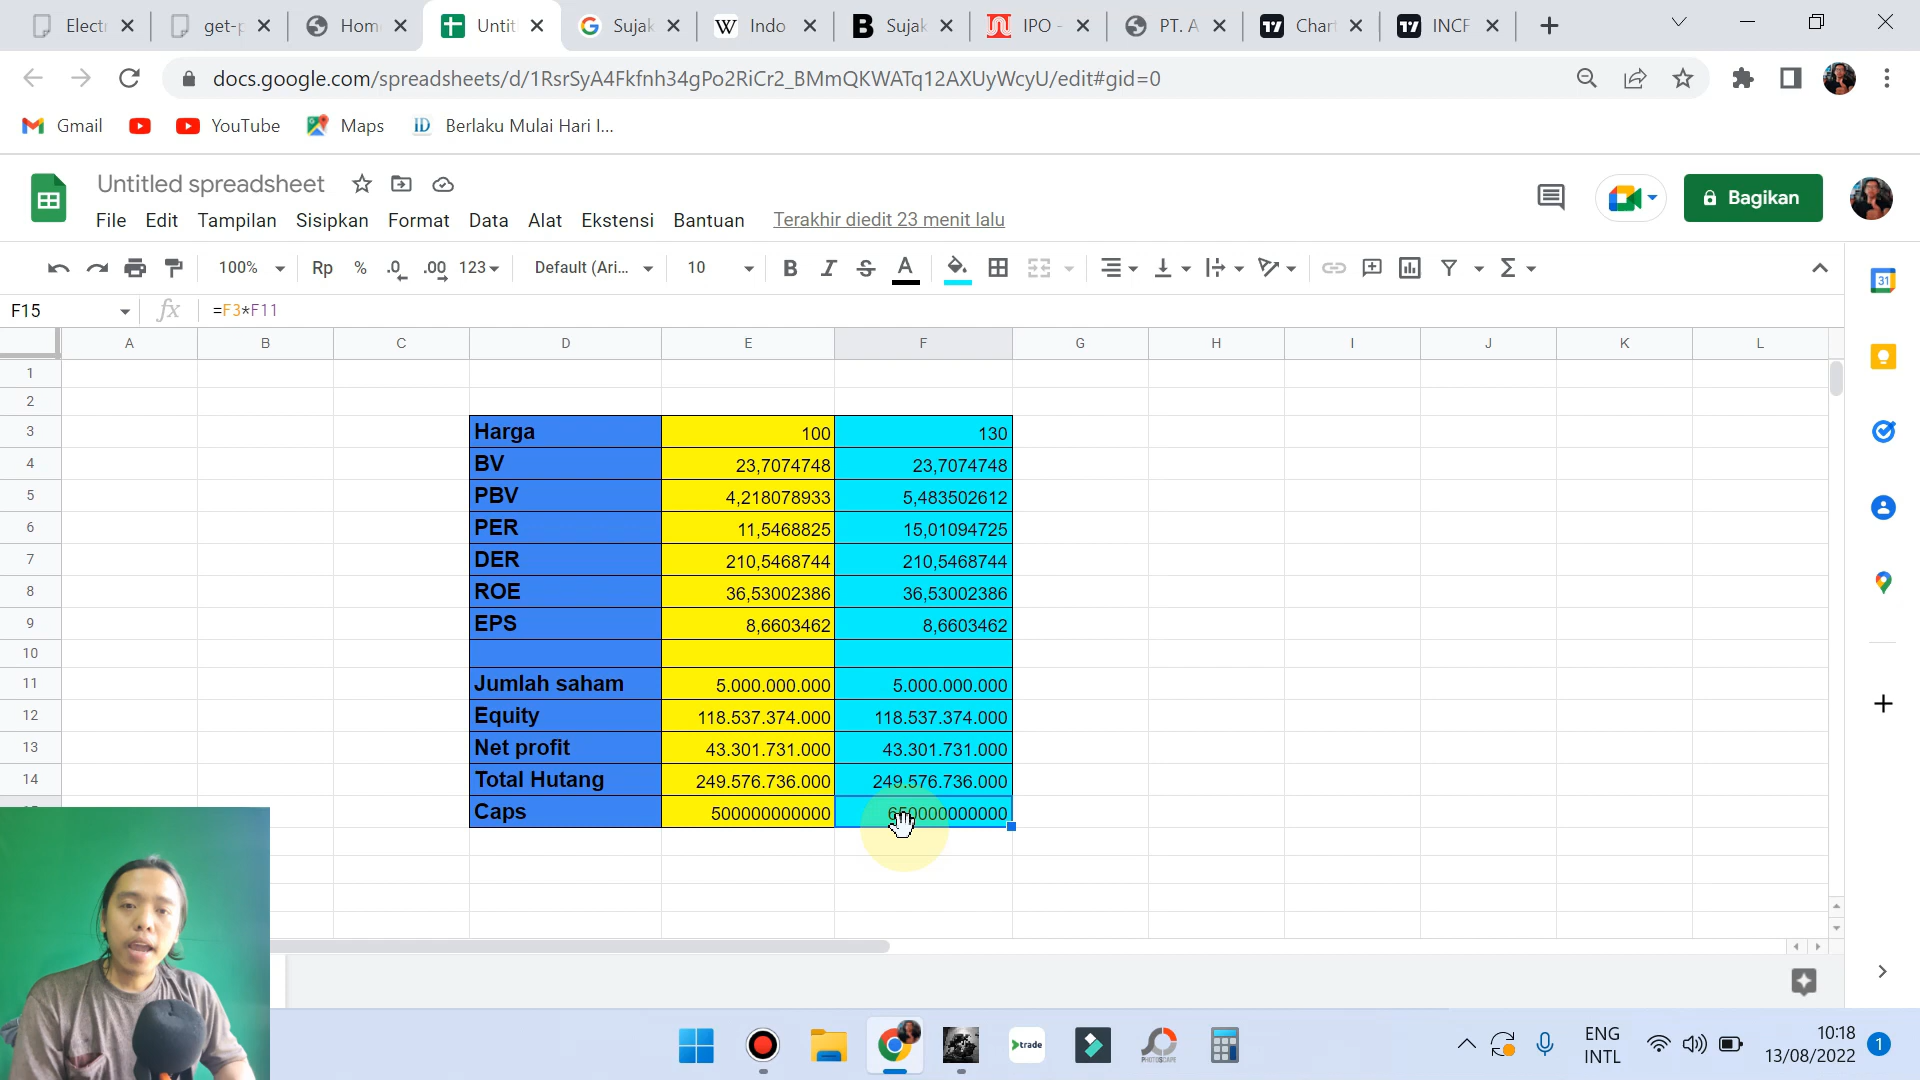 Electr
get-p
Hom
Untit
Sujak
Indo
Sujak
IPO -
PT. A
Chart
INCF
docs.google.com/spreadsheets/d/1RsrSyA4Fkfnh34gPo2RiCr2_BMmQKWATq12AXUyWcyU/edit#gid=0
Gmail
YouTube
Maps
Berlaku Mulai Hari I...
Untitled spreadsheet
File Edit Tampilan Sisipkan Format Data Alat Ekstensi Bantuan Terakhir diedit 23 menit lalu
Bagikan
100% Rp % .0 .00 123 Default (Ari... 10
F15 fx =F3*F11
A B C D E F G H I J K L
1
2
3 Harga 100 130
4 BV 23,7074748 23,7074748
5 PBV 4,218078933 5,483502612
6 PER 11,5468825 15,01094725
7 DER 210,5468744 210,5468744
8 ROE 36,53002386 36,53002386
9 EPS 8,6603462 8,6603462
10
11 Jumlah saham 5.000.000.000 5.000.000.000
12 Equity 118.537.374.000 118.537.374.000
13 Net profit 43.301.731.000 43.301.731.000
14 Total Hutang 249.576.736.000 249.576.736.000
Caps 500000000000 650000000000
31
trade
PHOTOSCAPE
ENG
INTL
10:18
13/08/2022
1